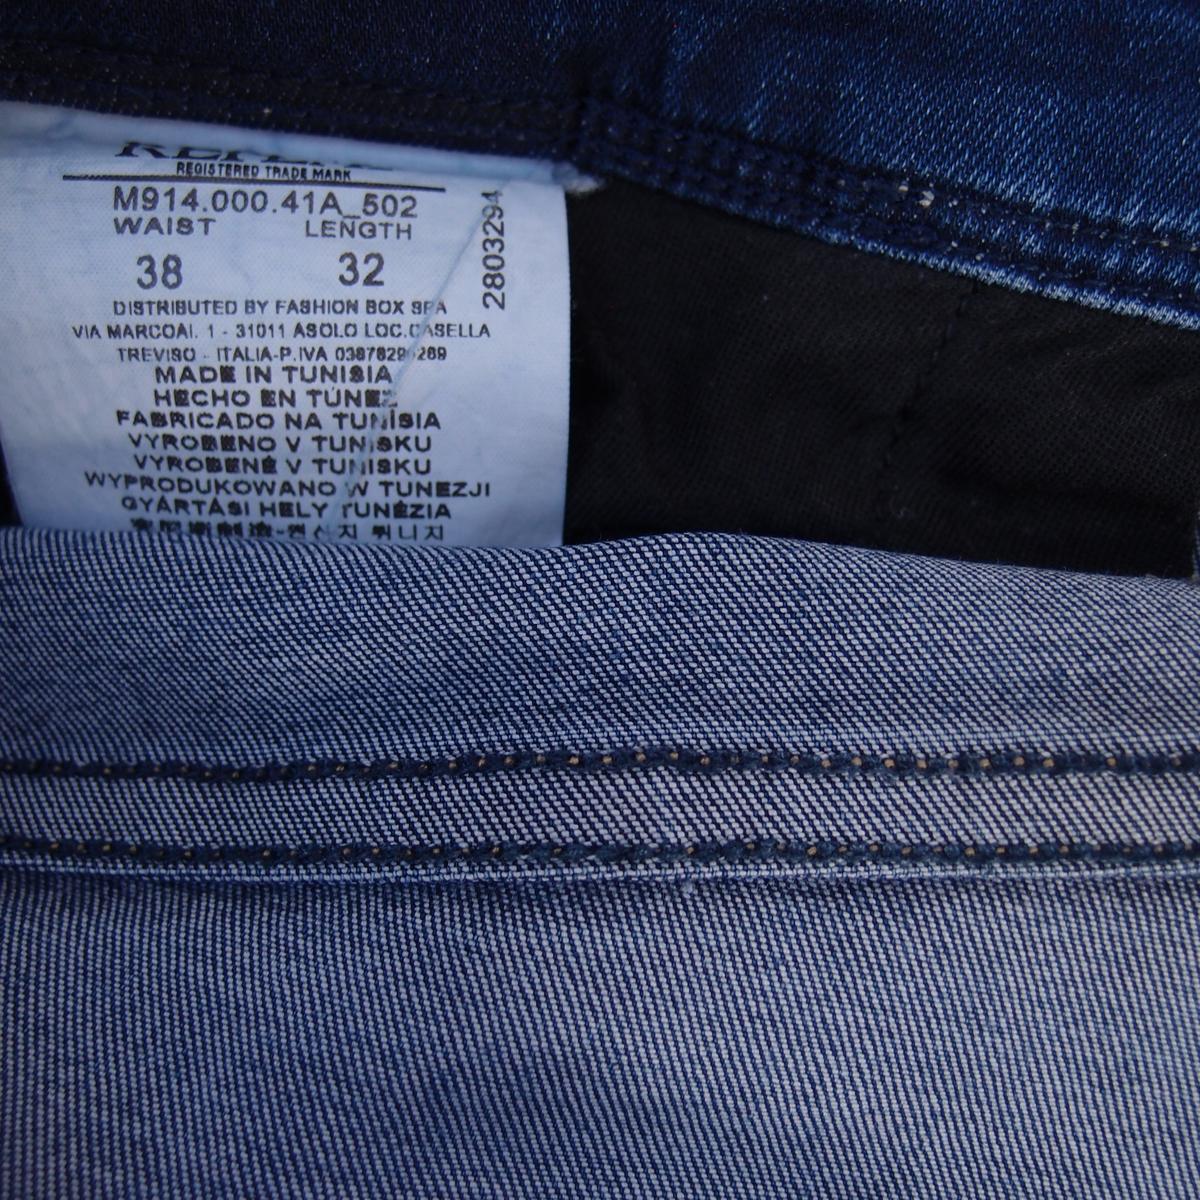 REGISTERED TRADE MARK
M914.000.41A_502
WAIST LENGTH
38 32
2803294
DISTRIBUTED BY FASHION BOX SPA
VIA MARCOAI. 1 - 31011 ASOLO LOC.CASELLA
TREVISO - ITALIA-P.IVA
MADE IN TUNISIA
HECHO EN TÚNEZ
FABRICADO NA TUNÍSIA
VYROBENO V TUNISKU
VYROBENÉ V TUNISKU
WYPRODUKOWANO W TUNEZJI
GYÁRTÁSI HELY TUNÉZIA